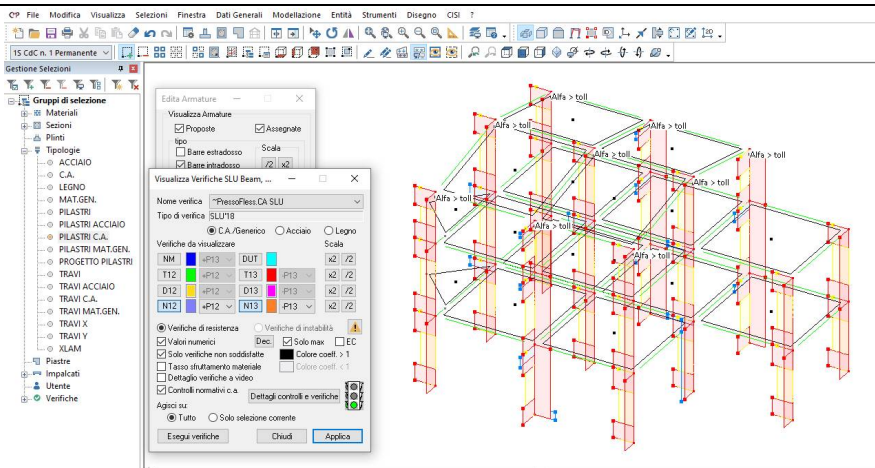 File Modifica Visualizza Selezioni Finestra Dati Generali Modellazione Entità Strumenti Disegno CISI ?
1S CdC n. 1 Permanente
Gestione Selezioni
Gruppi di selezione
Materiali
Sezioni
Plinti
Tipologie
ACCIAIO
C.A.
LEGNO
MAT.GEN.
PILASTRI
PILASTRI ACCIAIO
PILASTRI C.A.
PILASTRI MAT.GEN.
PROGETTO PILASTRI
TRAVI
TRAVI ACCIAIO
TRAVI C.A.
TRAVI MAT.GEN.
TRAVI X
TRAVI Y
XLAM
Piastre
Impalcati
Utente
Verifiche
Edita Armature
Visualizza Armature
Proposte Assegnate
tipo
Barre estradosso Scala
Barre intradosso /2 x2
Visualizza Verifiche SLU Beam, ...
Nome verifica ~PressoFless.CA SLU
Tipo di verifica SLU'18
C.A./Generico Acciaio Legno
Verifiche da visualizzare Scala
NM +P13 DUT x2 /2
T12 +P12 T13 -P13 x2 /2
D12 +P12 D13 -P13 x2 /2
N12 +P12 N13 -P13 x2 /2
Verifiche di resistenza Verifiche di instabilità
Valori numerici Dec. Solo max EC
Solo verifiche non soddisfatte Colore coeff. > 1
Tasso sfruttamento materiale Colore coeff. < 1
Dettaglio verifiche a video
Controlli normativi c.a. Dettagli controlli e verifiche
Agisci su:
Tutto Solo selezione corrente
Esegui verifiche Chiudi Applica
Alfa > toll
Alfa > toll
Alfa > toll
Alfa > toll
Alfa > toll
Alfa > toll
Alfa > toll
Alfa > toll
Alfa > toll